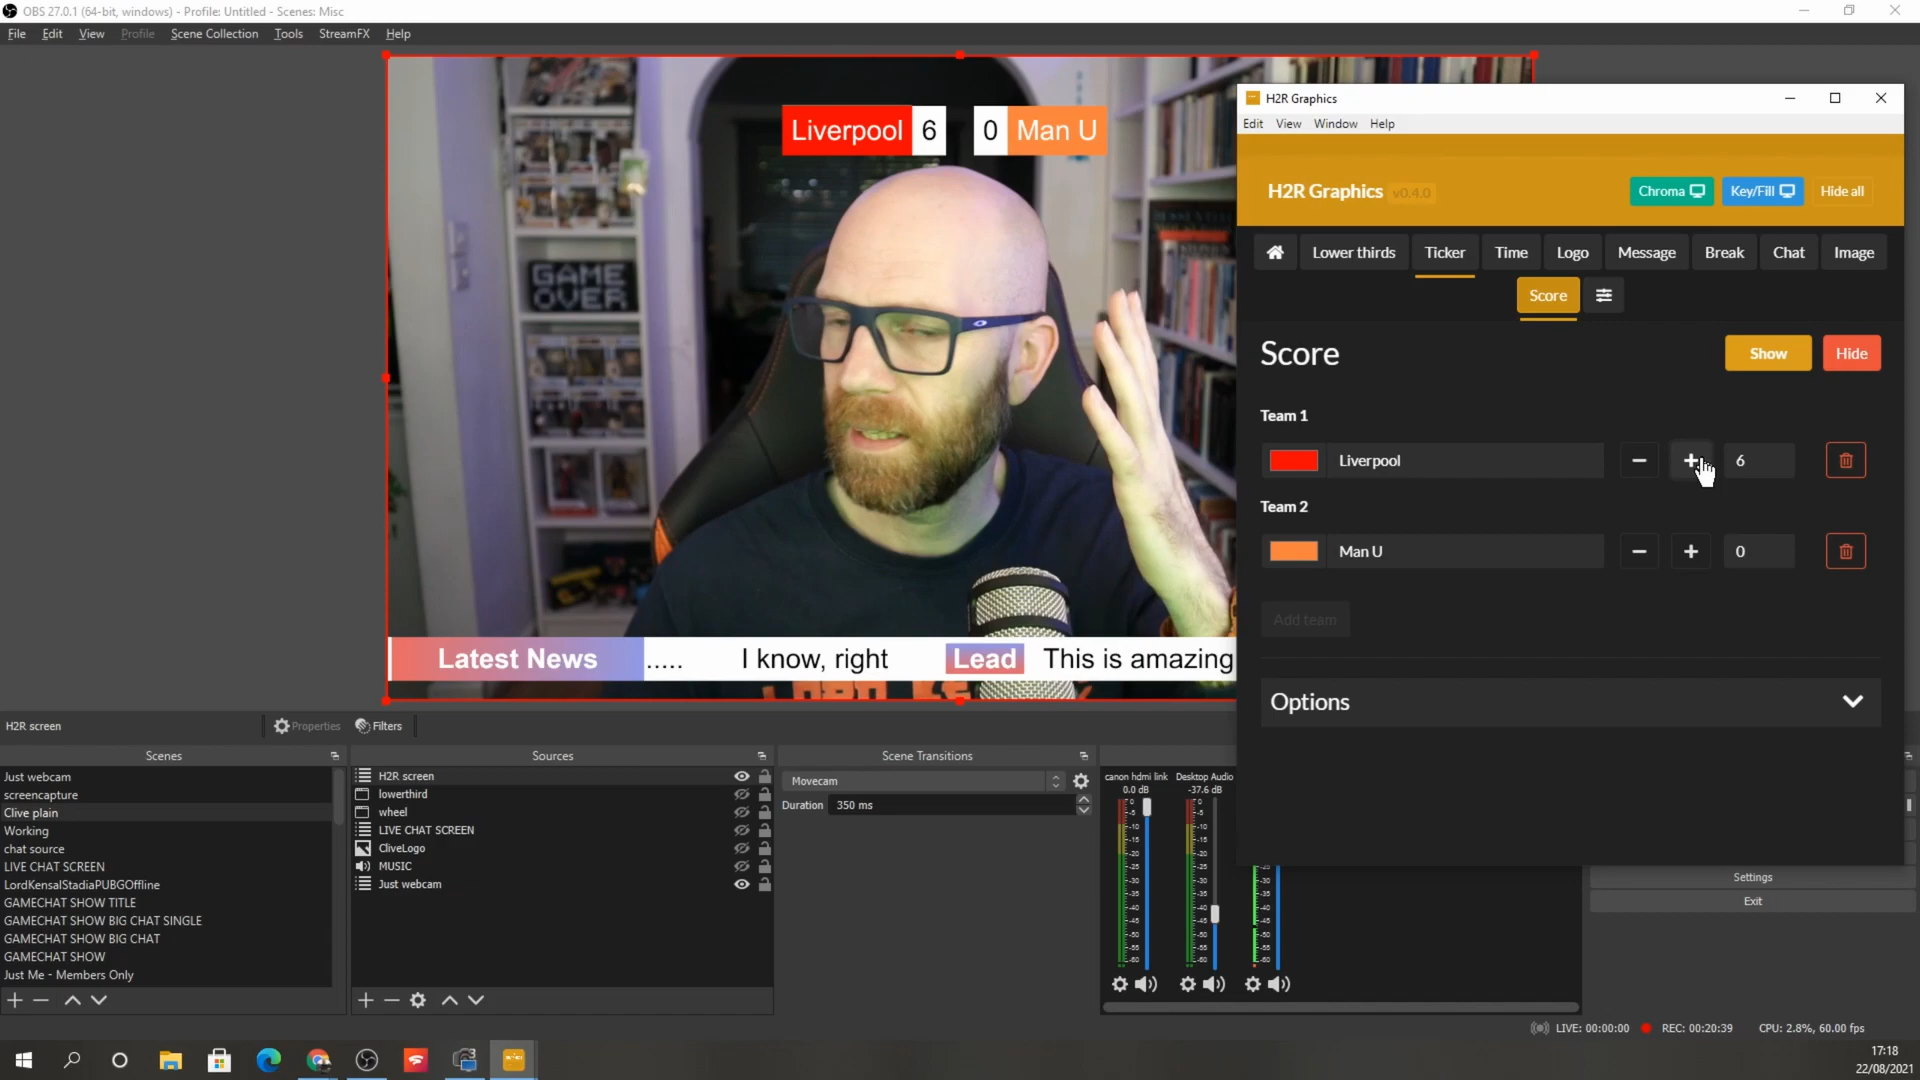 OBS 27.0.1 (64-bit, windows) - Profile: Untitled - Scenes: Misc
File Edit View Profile Scene Collection Tools StreamFX Help
Liverpool 6 0 Man U
GAME OVER
Latest News ..... I know, right Lead This is amazing
H2R Graphics
Edit View Window Help
H2R Graphics v0.4.0 Chroma Key/Fill Hide all
Lower thirds Ticker Time Logo Message Break Chat Image
Score
Score Show Hide
Team 1
Liverpool 6
Team 2
Man U 0
Add team
Options
H2R screen Properties Filters
Scenes
Just webcam
screencapture
Clive plain
Working
chat source
LIVE CHAT SCREEN
LordKensalStadiaPUBGOffline
GAMECHAT SHOW TITLE
GAMECHAT SHOW BIG CHAT SINGLE
GAMECHAT SHOW BIG CHAT
GAMECHAT SHOW
Just Me - Members Only
Sources
H2R screen
lowerthird
wheel
LIVE CHAT SCREEN
CliveLogo
MUSIC
Just webcam
Scene Transitions
Movecam
Duration 350 ms
canon hdmi link Desktop Audio
0.0 dB -37.6 dB
Settings
Exit
LIVE: 00:00:00 REC: 00:20:39 CPU: 2.8%, 60.00 fps
17:18
22/08/2021